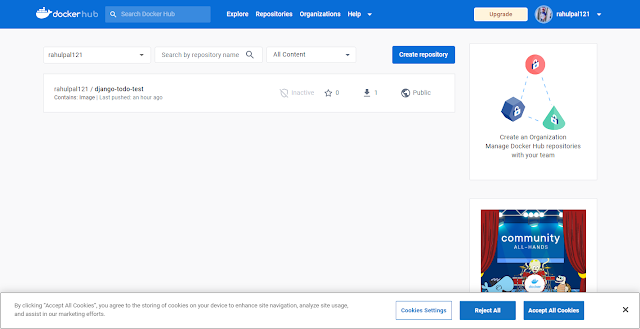 dockerhub
Search Docker Hub
Explore Repositories Organizations Help
Upgrade
rahulpal121
rahulpal121
Search by repository name
All Content
Create repository
rahulpal121 / django-todo-test
Contains: Image | Last pushed: an hour ago
Inactive
0
1
Public
Create an Organization
Manage Docker Hub repositories
with your team
community
ALL-HANDS
By clicking "Accept All Cookies", you agree to the storing of cookies on your device to enhance site navigation, analyze site usage,
and assist in our marketing efforts.
Cookies Settings
Reject All
Accept All Cookies